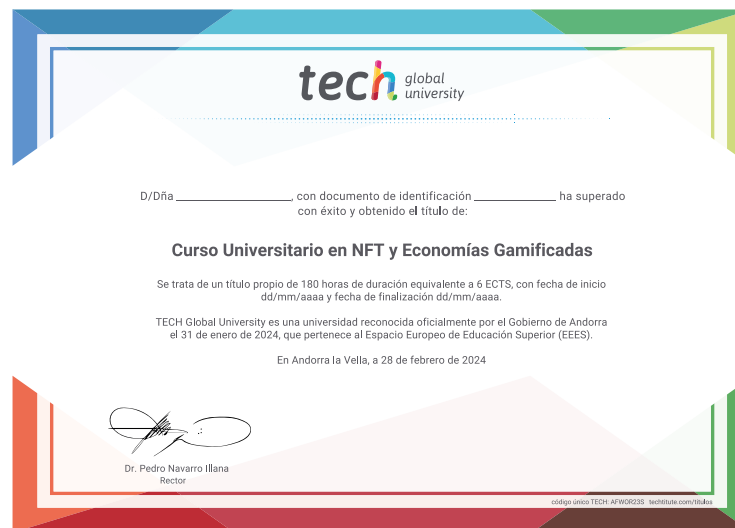 tech global
university
D/Dña ______________, con documento de identificación __________ ha superado
con éxito y obtenido el título de:
Curso Universitario en NFT y Economías Gamificadas
Se trata de un título propio de 180 horas de duración equivalente a 6 ECTS, con fecha de inicio
dd/mm/aaaa y fecha de finalización dd/mm/aaaa.
TECH Global University es una universidad reconocida oficialmente por el Gobierno de Andorra
el 31 de enero de 2024, que pertenece al Espacio Europeo de Educación Superior (EEES).
En Andorra la Vella, a 28 de febrero de 2024
Dr. Pedro Navarro Illana
Rector
código único TECH: AFWOR23S techtitute.com/titulos